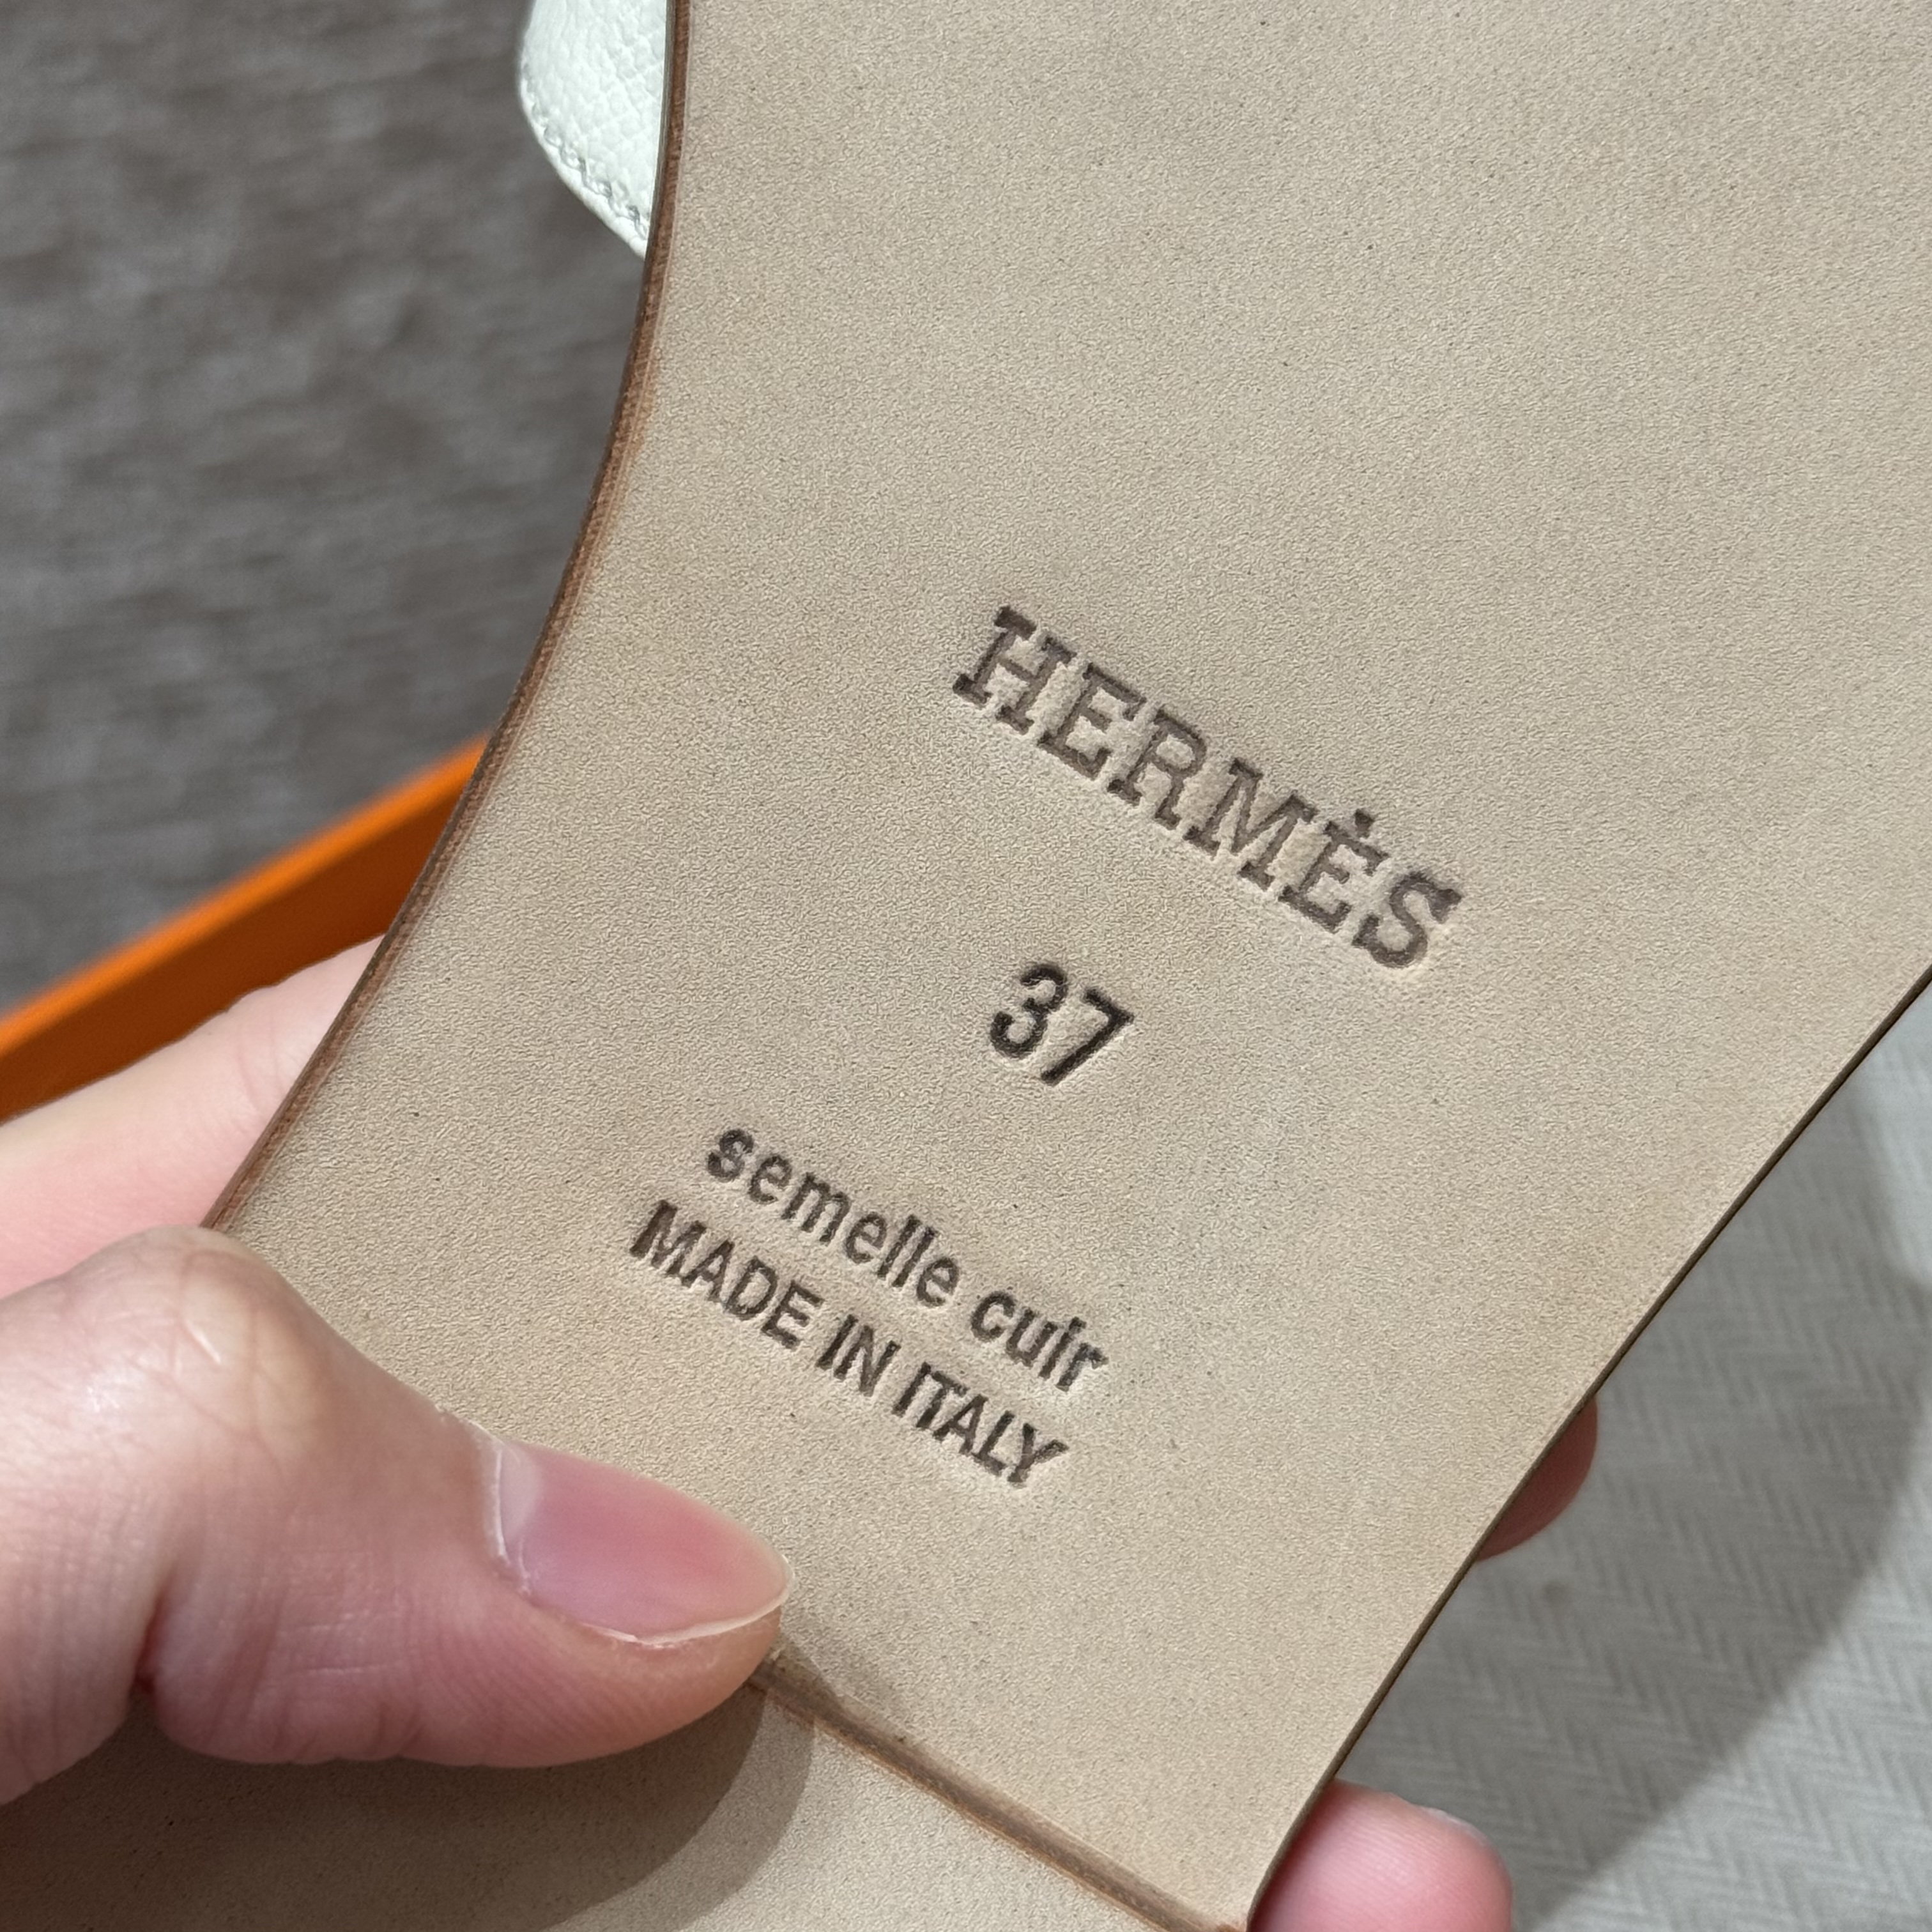 HERMÈS
37
semelle cuir
MADE IN ITALY